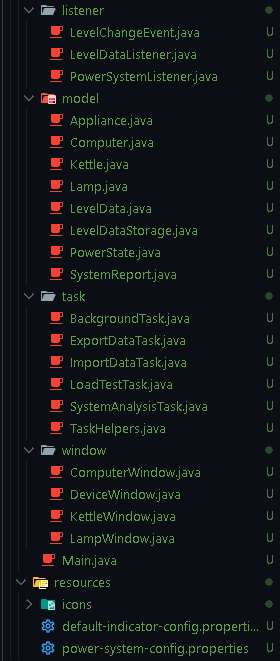 listener
LevelChangeEvent.java U
LevelDataListener.java U
PowerSystemListener.java U
model
Appliance.java U
Computer.java U
Kettle.java U
Lamp.java U
LevelData.java U
LevelDataStorage.java U
PowerState.java U
SystemReport.java U
task
BackgroundTask.java U
ExportDataTask.java U
ImportDataTask.java U
LoadTestTask.java U
SystemAnalysisTask.java U
TaskHelpers.java U
window
ComputerWindow.java U
DeviceWindow.java U
KettleWindow.java U
LampWindow.java U
Main.java U
resources
icons
default-indicator-config.properti... U
power-system-config.properties U